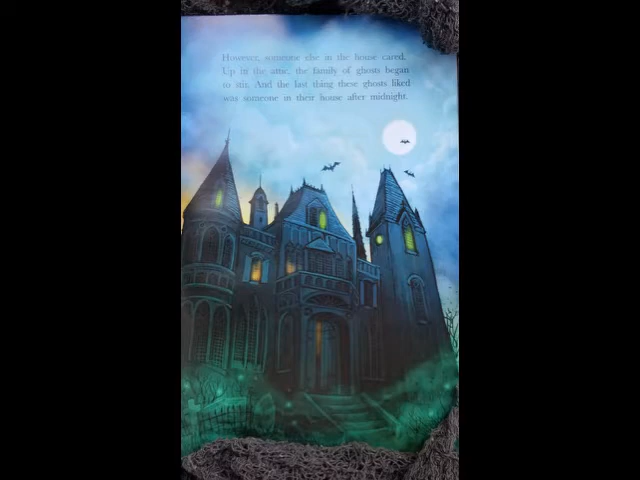 However, someone else in the house cared.
Up in the attic, the family of ghosts began
to stir. And the last thing these ghosts liked
was someone in their house after midnight.